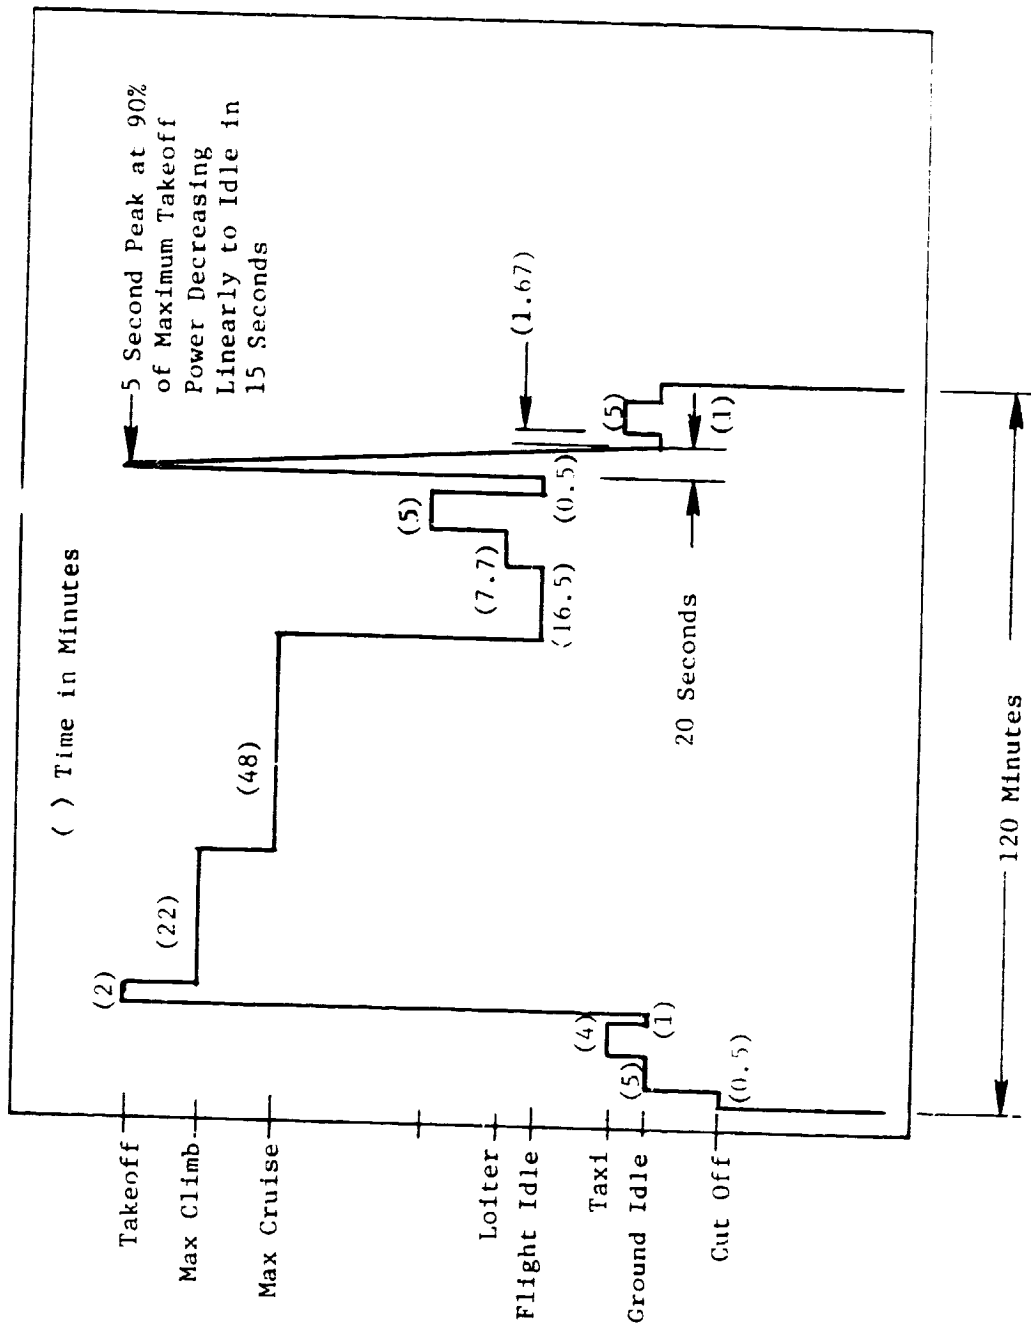 ( ) Time in Minutes
5 Second Peak at 90%
of Maximum Takeoff
Power Decreasing
Linearly to Idle in
15 Seconds
Takeoff
Max Climb
Max Cruise
Loiter
Flight Idle
Taxi
Ground Idle
Cut Off
(0.5)
(5)
(4)
(1)
(2)
(22)
(48)
(16.5)
(7.7)
(5)
(0.5)
(1.67)
(5)
(1)
20 Seconds
120 Minutes